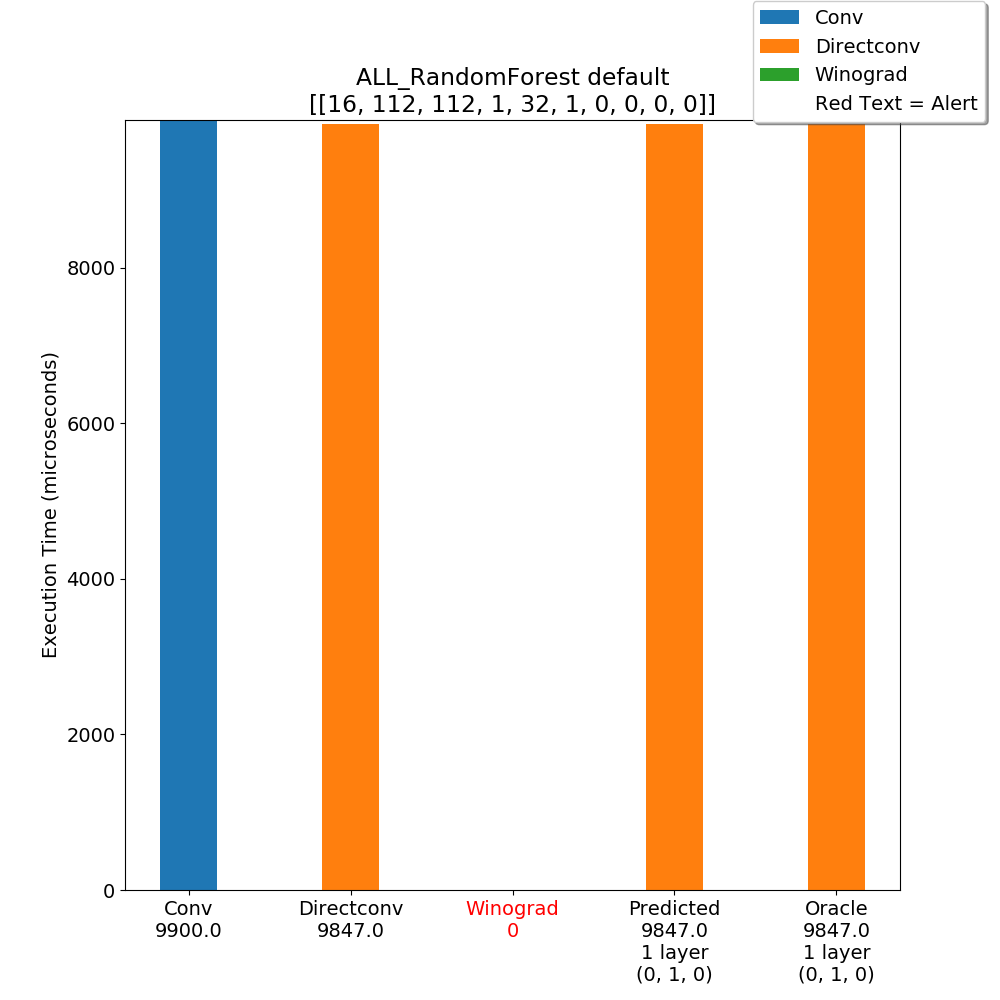 Conv
Directconv
Winograd
Red Text = Alert
ALL_RandomForest default
[[16, 112, 112, 1, 32, 1, 0, 0, 0, 0]]
Execution Time (microseconds)
8000
6000
4000
2000
0
Conv
9900.0
Directconv
9847.0
Winograd
0
Predicted
9847.0
1 layer
(0, 1, 0)
Oracle
9847.0
1 layer
(0, 1, 0)